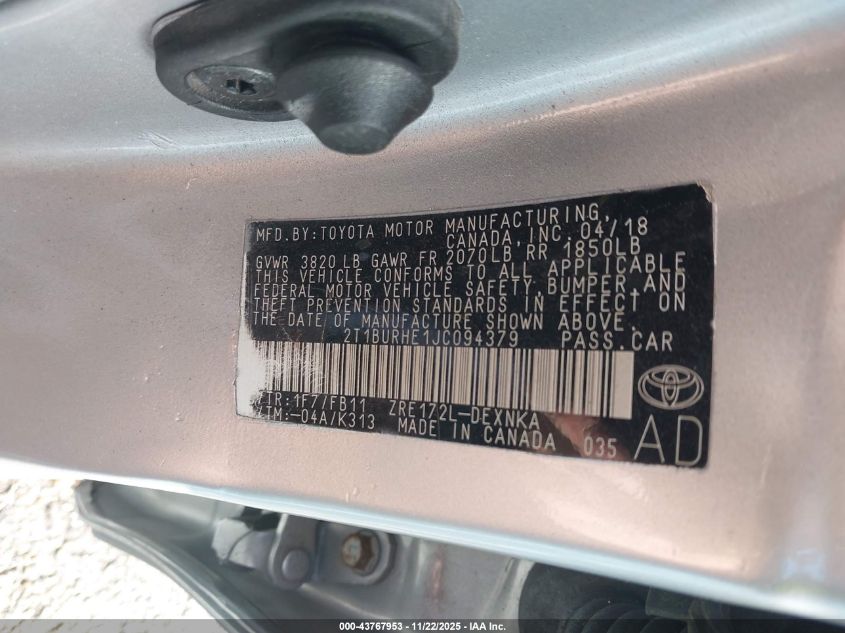 MFD.BY:TOYOTA MOTOR MANUFACTURING,
CANADA, INC. 04/18
GVWR 3820 LB GAWR FR 2070LB RR 1850LB
THIS VEHICLE CONFORMS TO ALL APPLICABLE
FEDERAL MOTOR VEHICLE SAFETY, BUMPER, AND
THEFT PREVENTION STANDARDS IN EFFECT ON
THE DATE OF MANUFACTURE SHOWN ABOVE.
2T1BURHE1JC094379 PASS.CAR
/TR:1F7/FB11 ZRE172L-DEXNKA
/TM:-04A/K313 MADE IN CANADA 035
AD
000-43767953 - 11/22/2025 - IAA Inc.